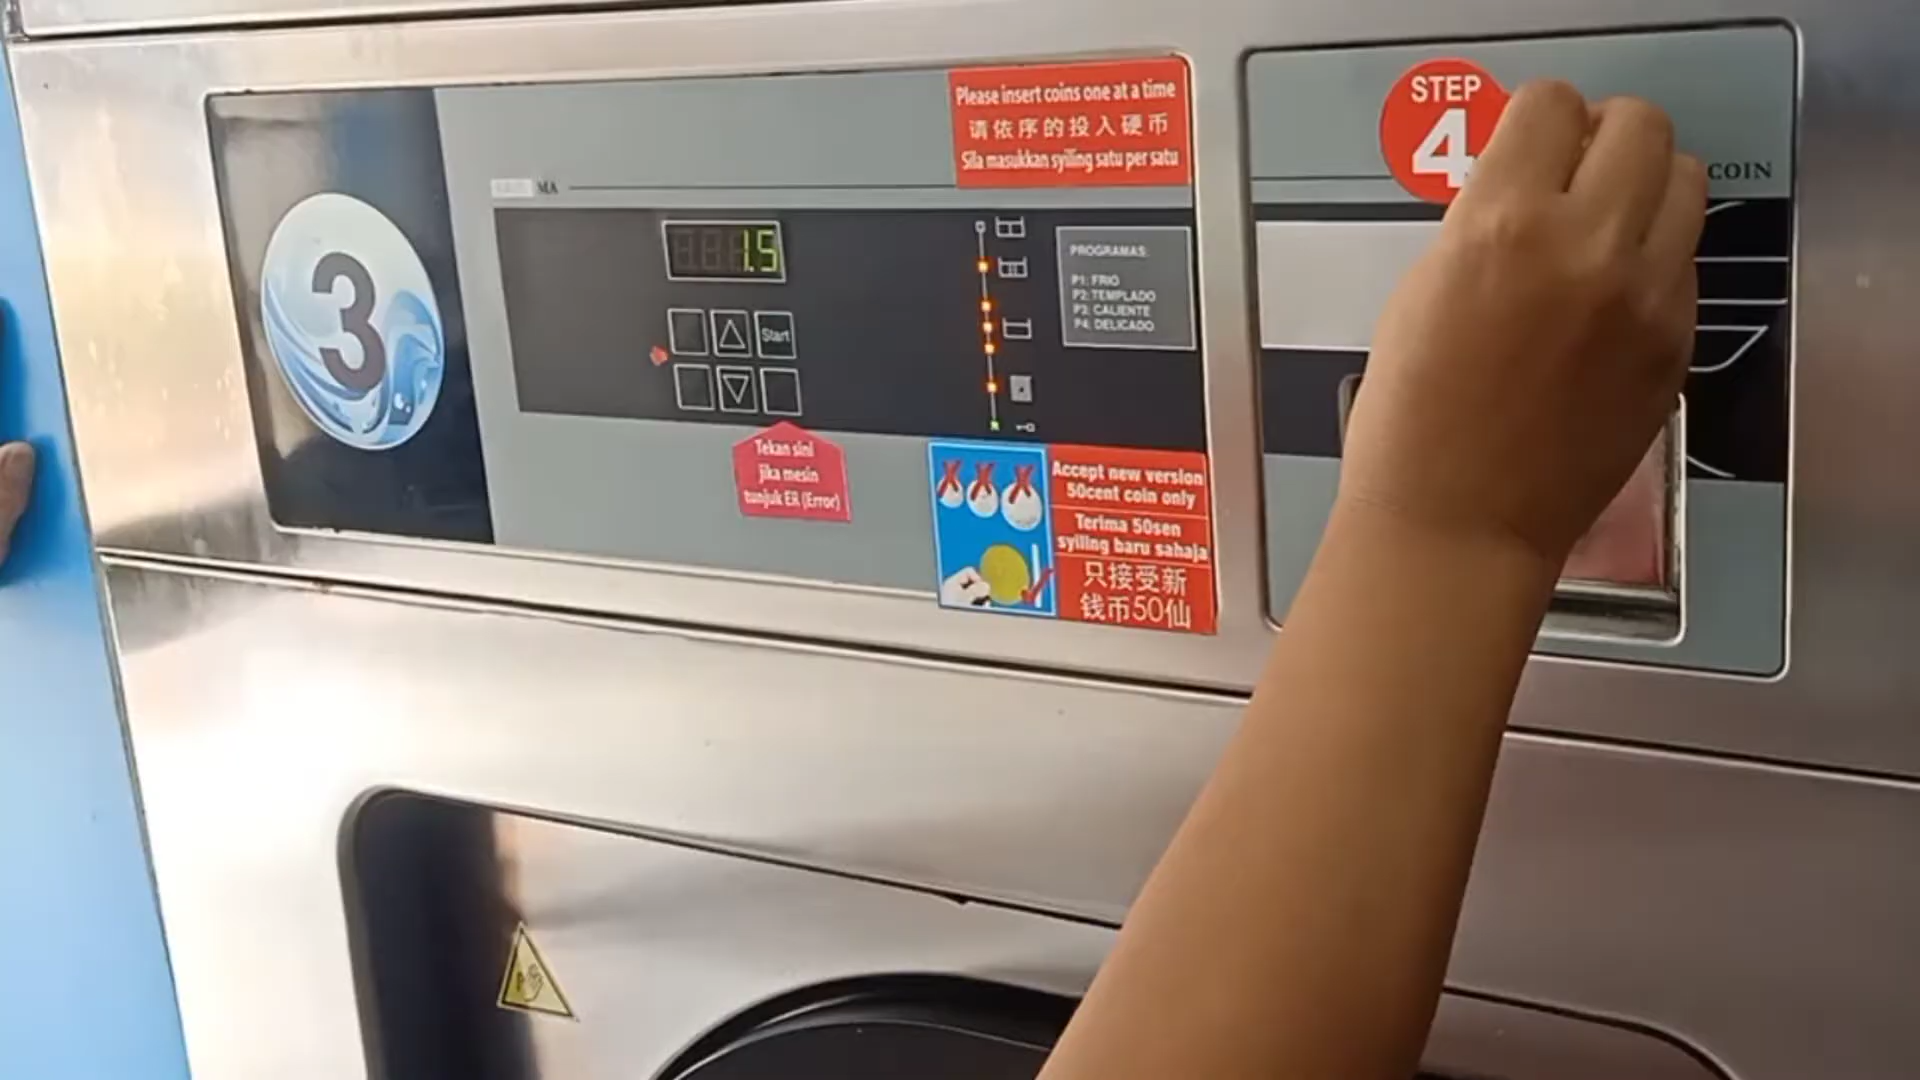 3
MA
1.5
Start
Tekan sini
jika mesin
tunjuk ER (Error)
Please insert coins one at a time
请依序的投入硬币
Sila masukkan syiling satu per satu
PROGRAMAS:
P1: FRIO
P2: TEMPLADO
P3: CALIENTE
P4: DELICADO
Accept new version
50cent coin only
Terima 50sen
syiling baru sahaja
只接受新
钱币50仙
STEP
4
COIN